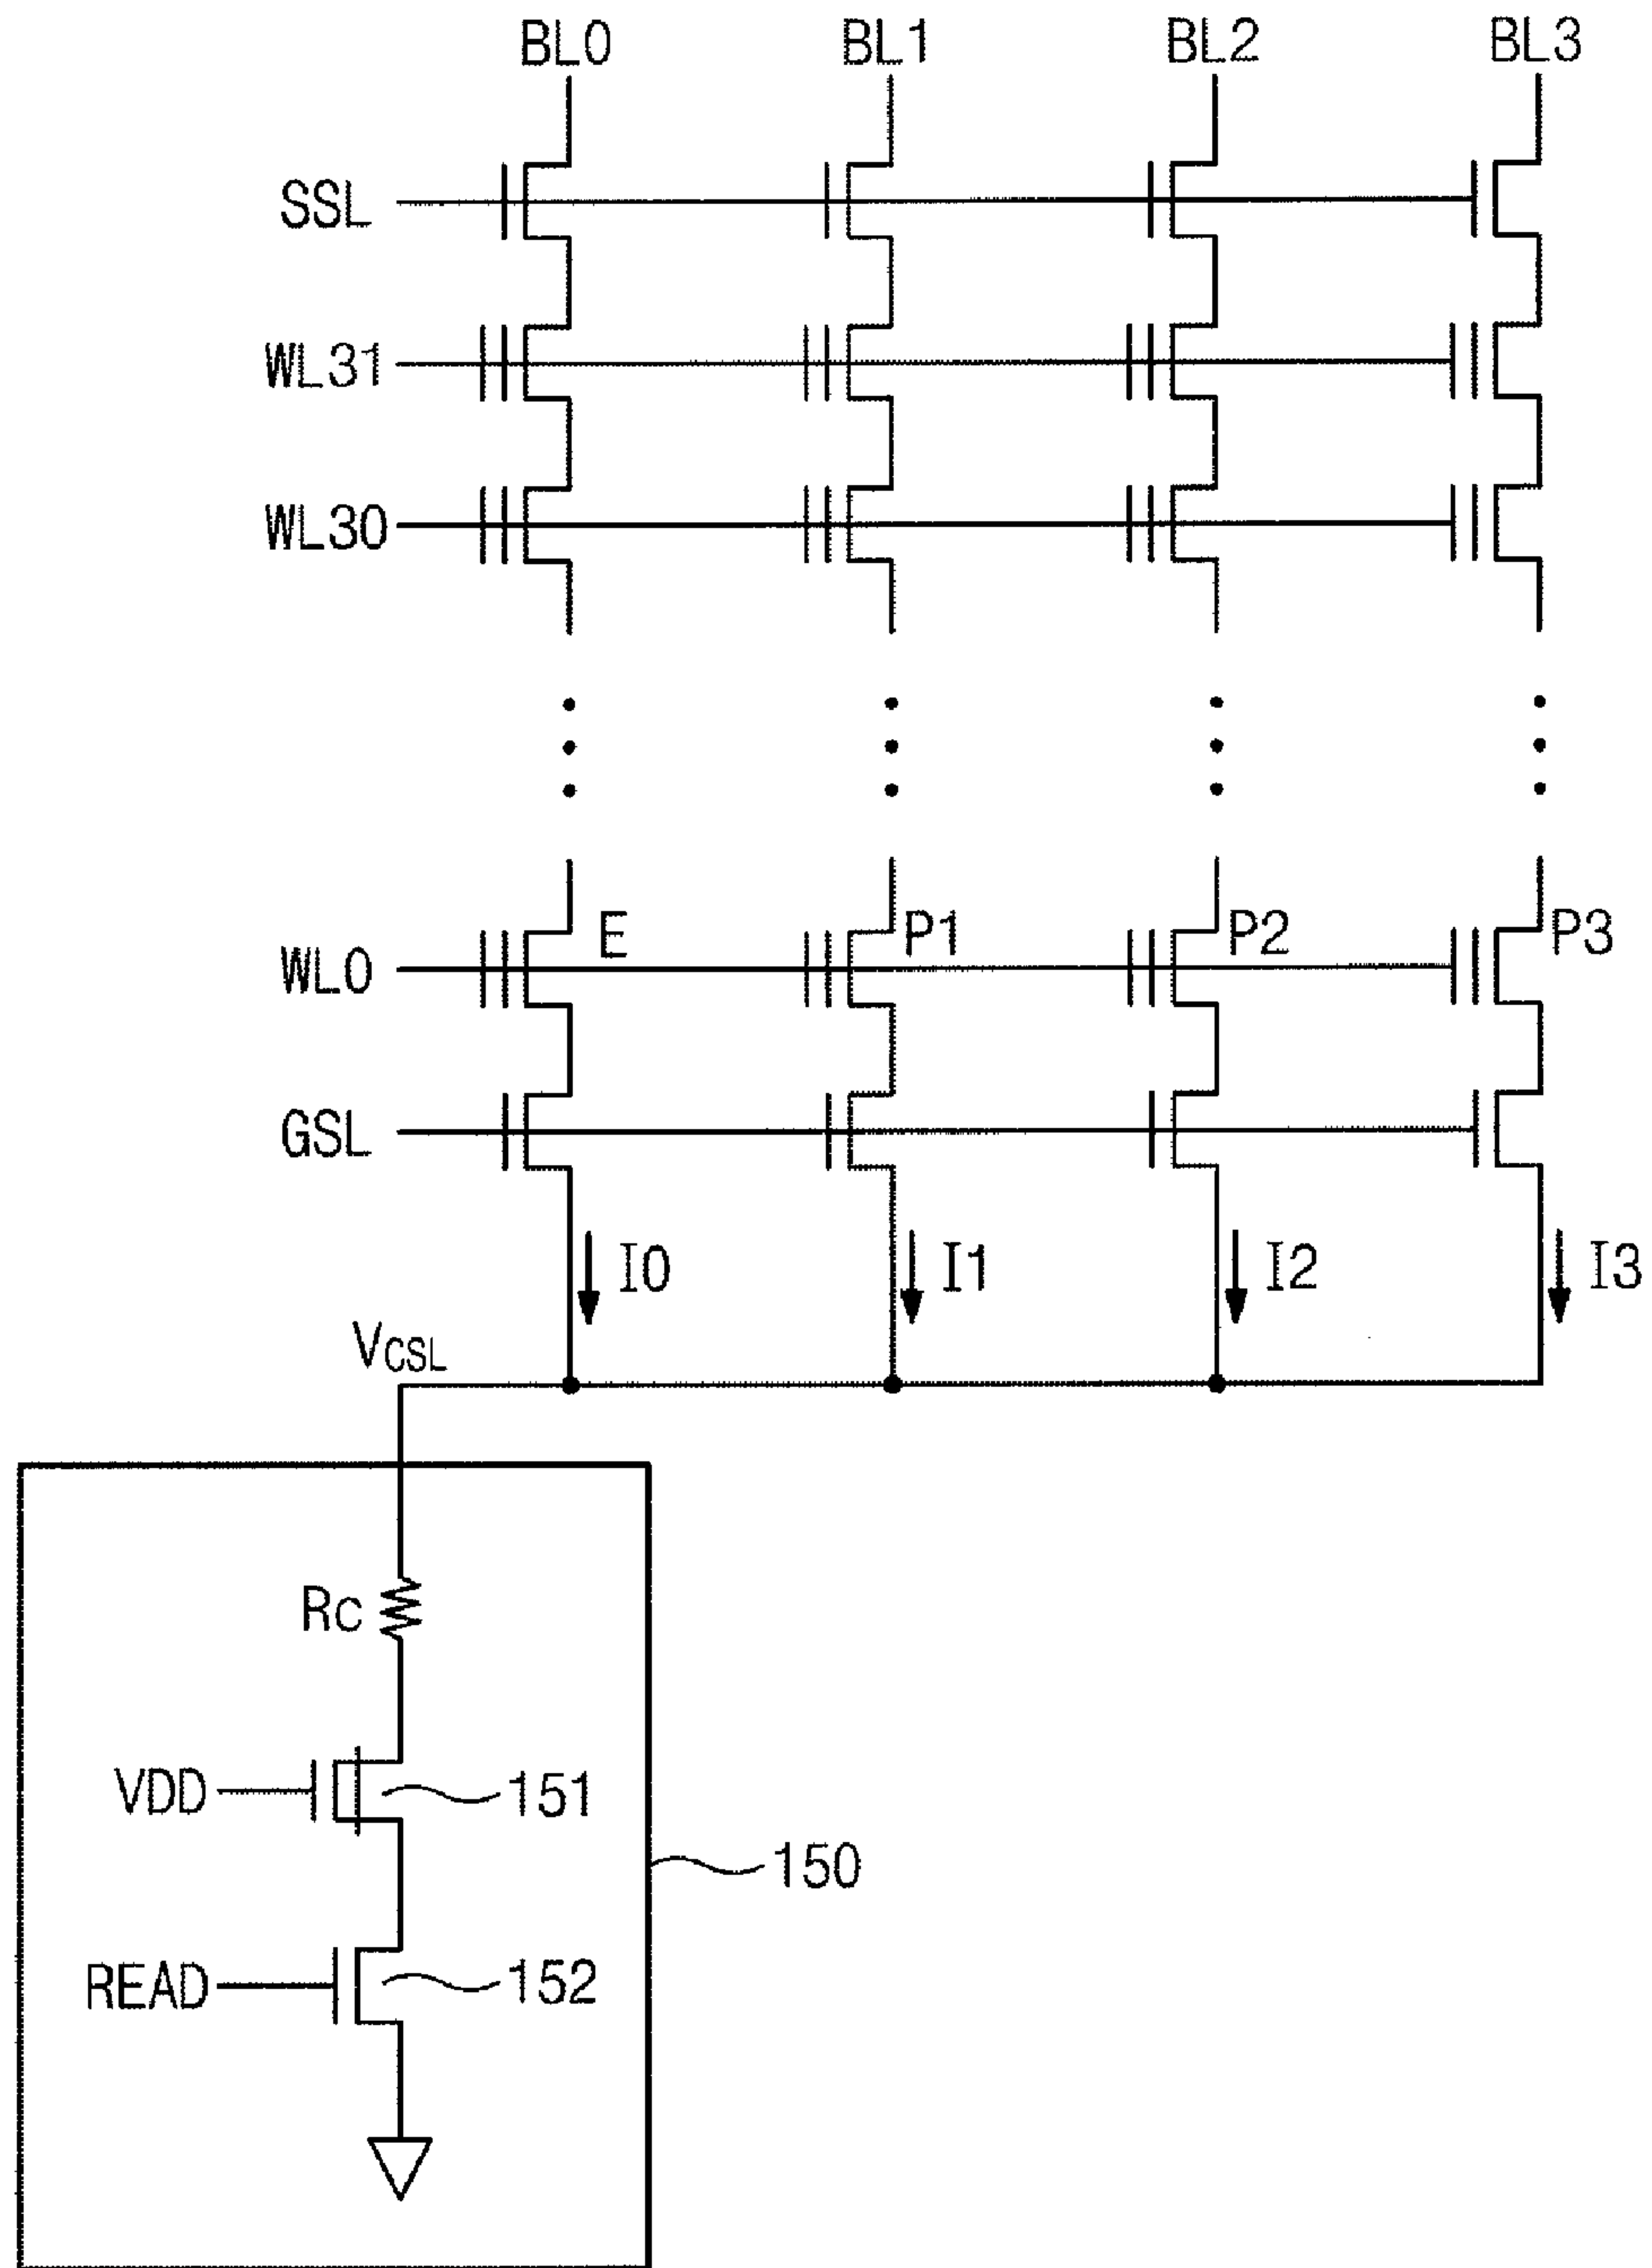 BL0 BL1 BL2 BL3
SSL
WL31
WL30
E P1 P2 P3
WL0
GSL
I0 I1 I2 I3
VCSL
RC
VDD 151
150
READ 152